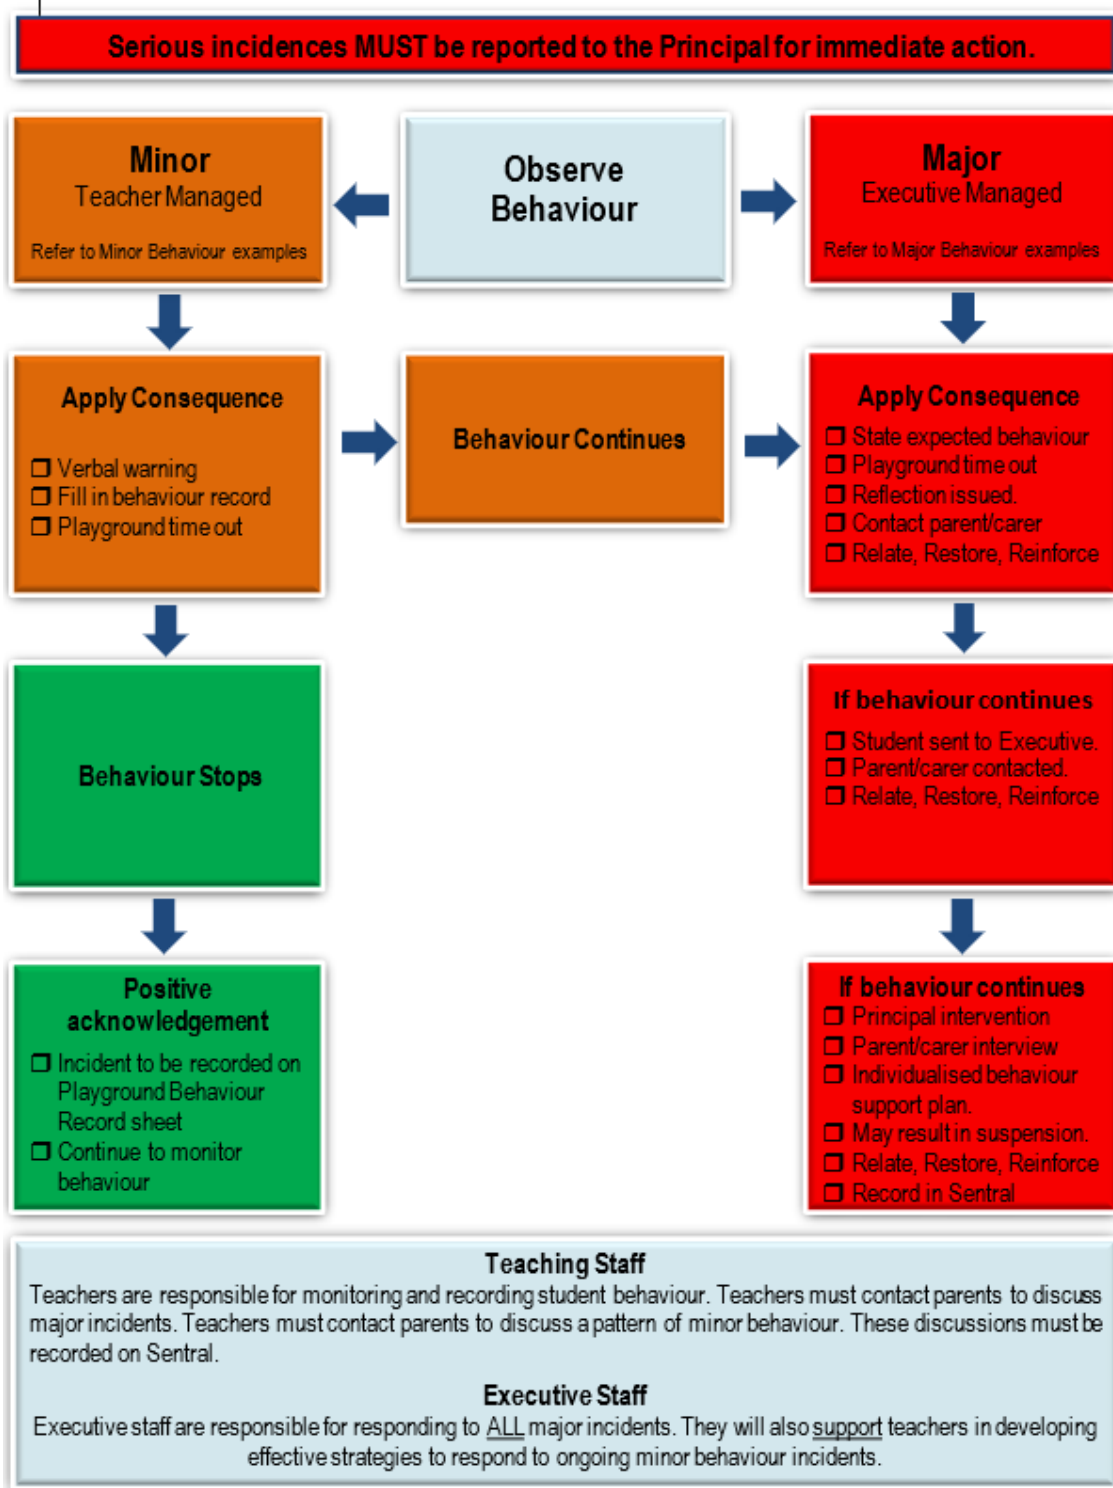 Serious incidences MUST be reported to the Principal for immediate action.
Minor
Teacher Managed
Refer to Minor Behaviour examples
Observe
Behaviour
Major
Executive Managed
Refer to Major Behaviour examples
Apply Consequence
❒ Verbal warning
❒ Fill in behaviour record
❒ Playground time out
Behaviour Continues
Apply Consequence
❒ State expected behaviour
❒ Playground time out
❒ Reflection issued.
❒ Contact parent/carer
❒ Relate, Restore, Reinforce
Behaviour Stops
If behaviour continues
❒ Student sent to Executive.
❒ Parent/carer contacted.
❒ Relate, Restore, Reinforce
Positive
acknowledgement
❒ Incident to be recorded on
Playground Behaviour
Record sheet
❒ Continue to monitor
behaviour
If behaviour continues
❒ Principal intervention
❒ Parent/carer interview
❒ Individualised behaviour
support plan.
❒ May result in suspension.
❒ Relate, Restore, Reinforce
❒ Record in Sentral
Teaching Staff
Teachers are responsible for monitoring and recording student behaviour. Teachers must contact parents to discuss
major incidents. Teachers must contact parents to discuss a pattern of minor behaviour. These discussions must be
recorded on Sentral.
Executive Staff
Executive staff are responsible for responding to ALL major incidents. They will also support teachers in developing
effective strategies to respond to ongoing minor behaviour incidents.